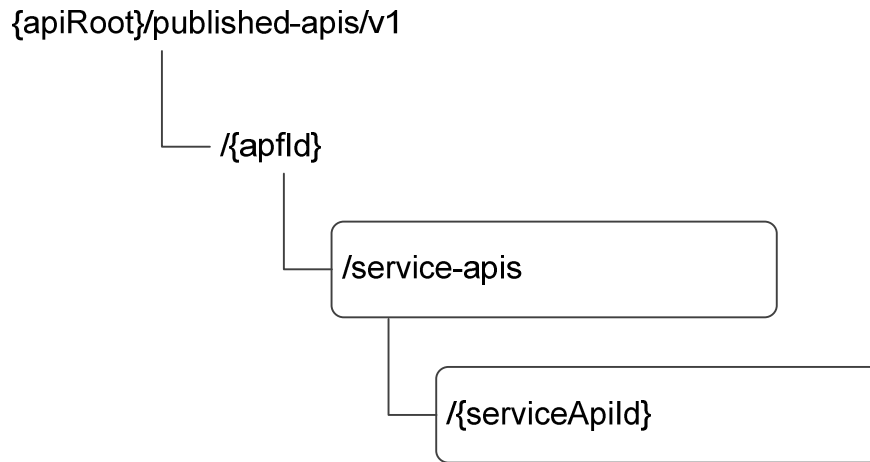 {apiRoot}/published-apis/v1
/{apfId}
/service-apis
/{serviceApiId}